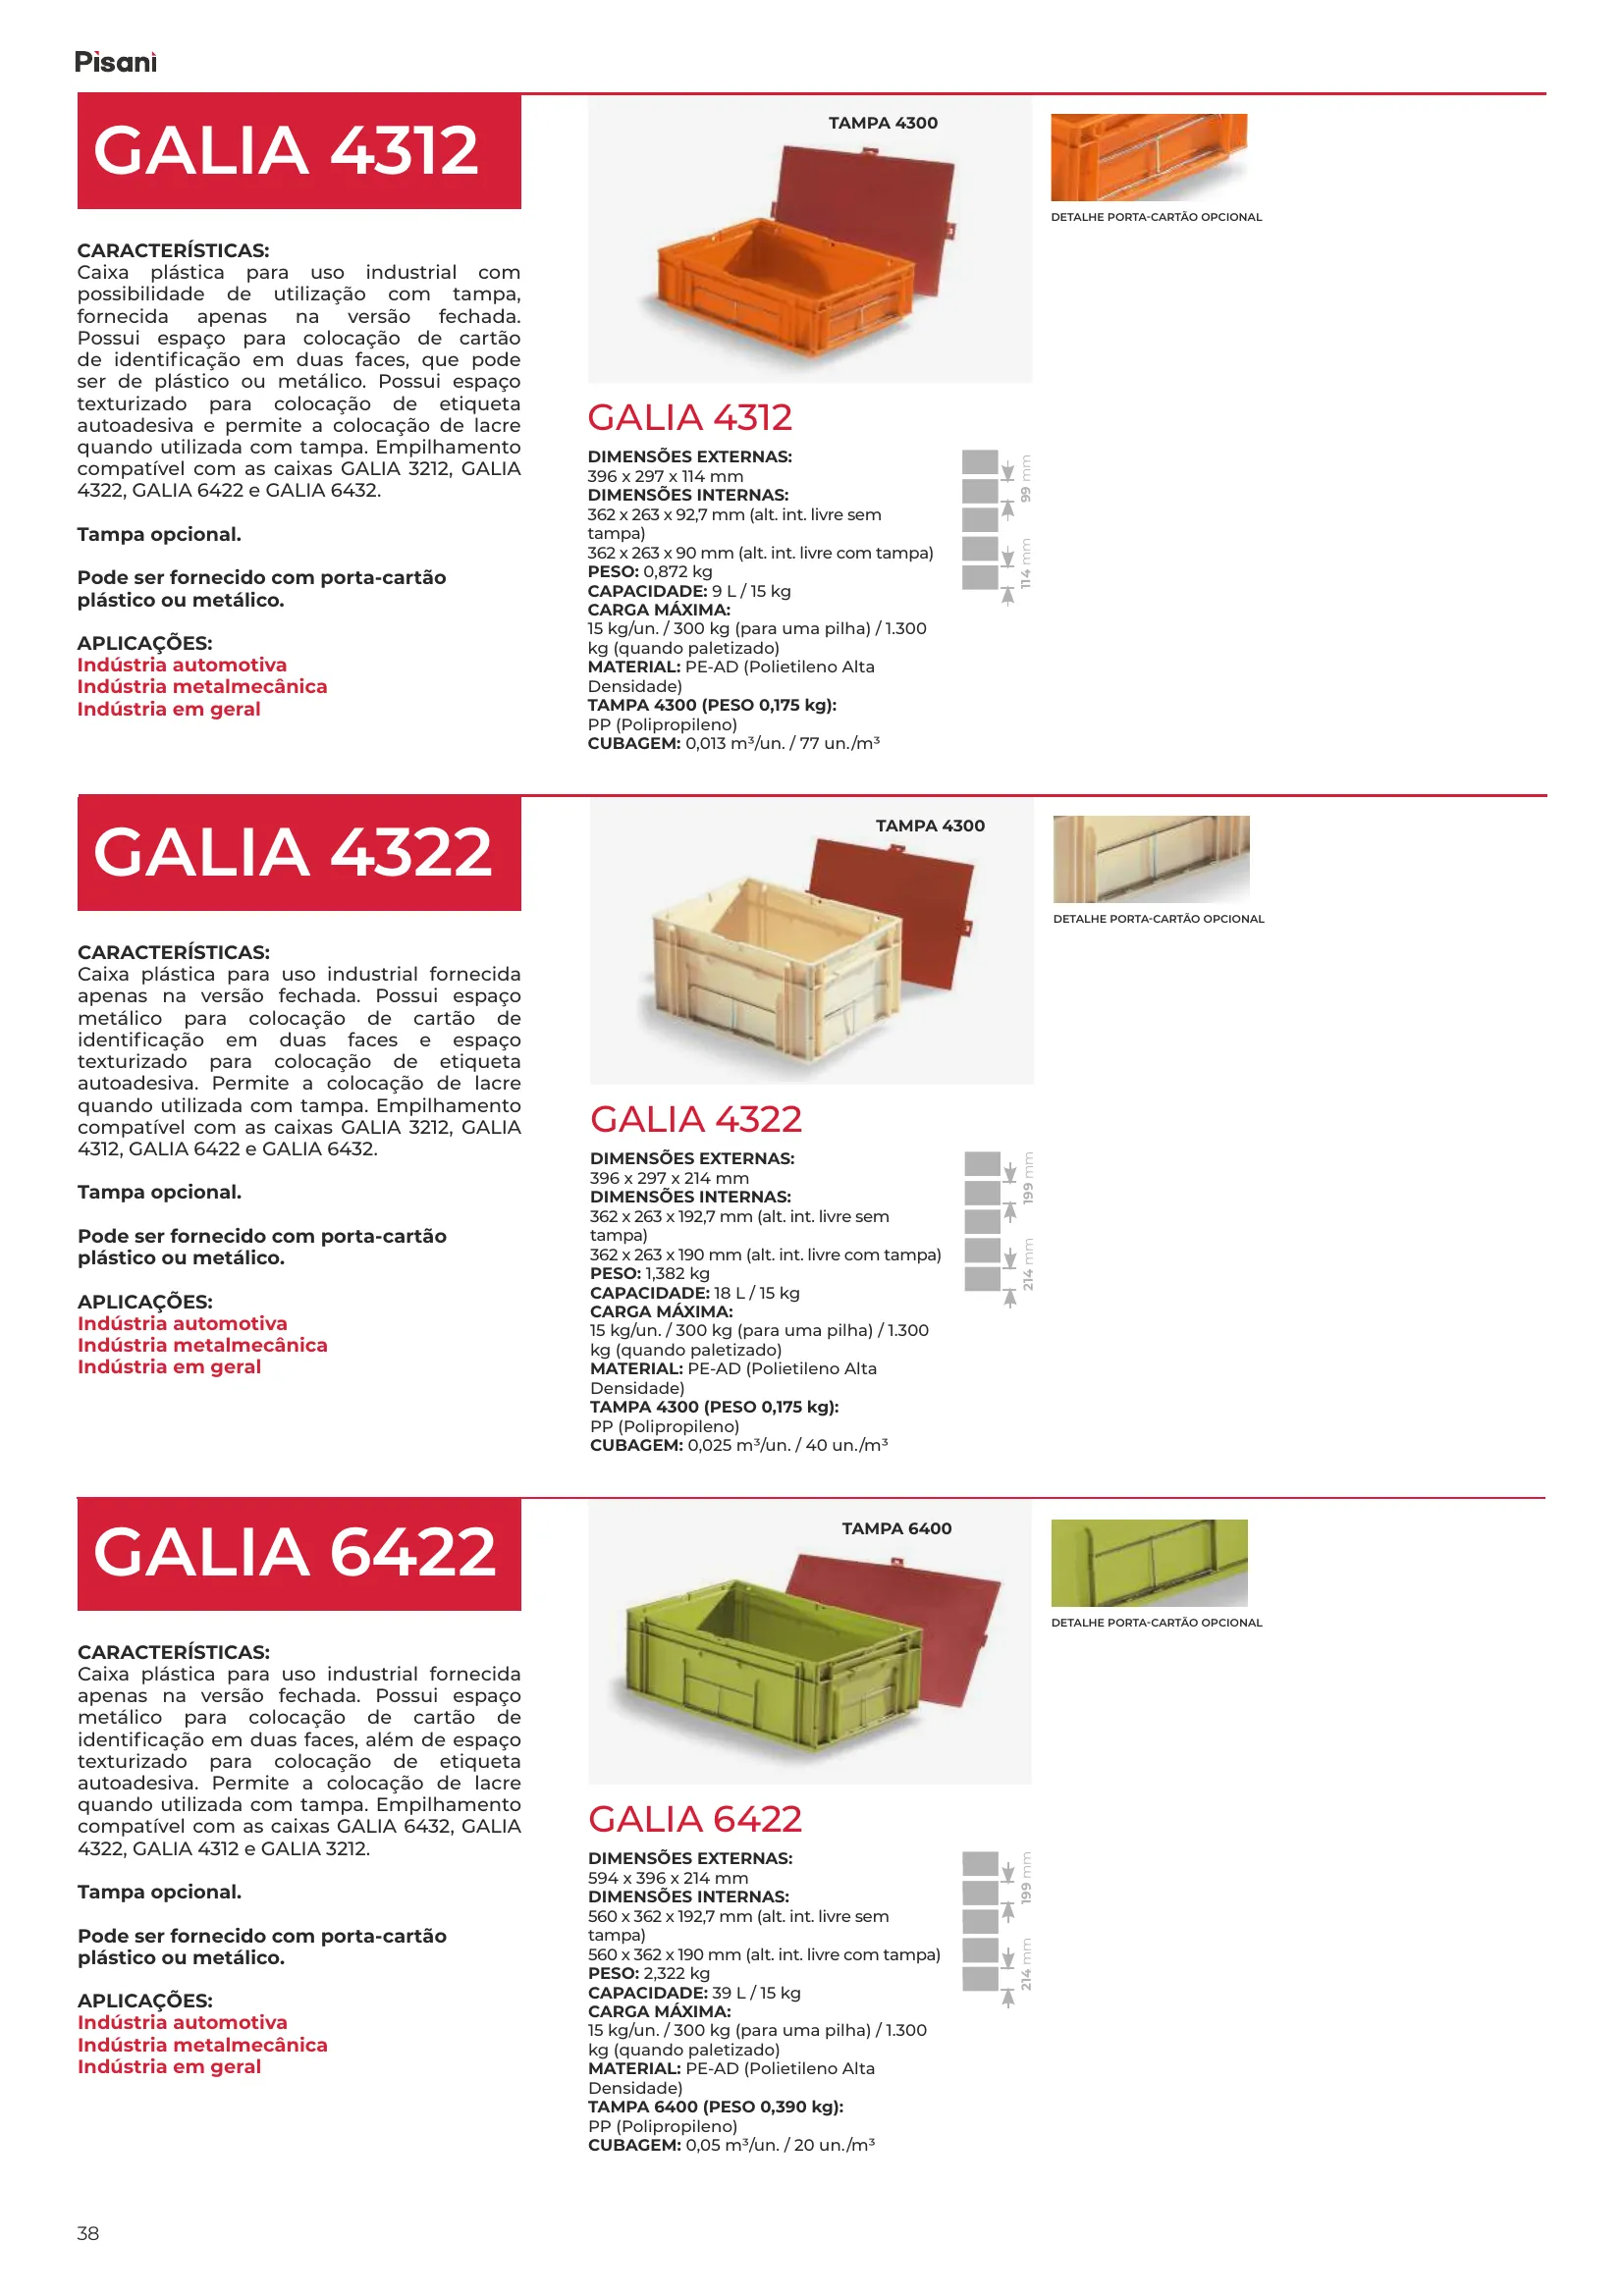 Pisani
GALIA 4312
CARACTERÍSTICAS:
Caixa plástica para uso industrial com
possibilidade de utilização com tampa,
fornecida apenas na versão fechada.
Possui espaço para colocação de cartão
de identificação em duas faces, que pode
ser de plástico ou metálico. Possui espaço
texturizado para colocação de etiqueta
autoadesiva e permite a colocação de lacre
quando utilizada com tampa. Empilhamento
compatível com as caixas GALIA 3212, GALIA
4322, GALIA 6422 e GALIA 6432.
Tampa opcional.
Pode ser fornecido com porta-cartão
plástico ou metálico.
APLICAÇÕES:
Indústria automotiva
Indústria metalmecânica
Indústria em geral
TAMPA 4300
DETALHE PORTA-CARTÃO OPCIONAL
GALIA 4312
DIMENSÕES EXTERNAS:
396 x 297 x 114 mm
DIMENSÕES INTERNAS:
362 x 263 x 92,7 mm (alt. int. livre sem
tampa)
362 x 263 x 90 mm (alt. int. livre com tampa)
PESO: 0,872 kg
CAPACIDADE: 9 L / 15 kg
CARGA MÁXIMA:
15 kg/un. / 300 kg (para uma pilha) / 1.300
kg (quando paletizado)
MATERIAL: PE-AD (Polietileno Alta
Densidade)
TAMPA 4300 (PESO 0,175 kg):
PP (Polipropileno)
CUBAGEM: 0,013 m³/un. / 77 un./m³
99 mm
114 mm
GALIA 4322
CARACTERÍSTICAS:
Caixa plástica para uso industrial fornecida
apenas na versão fechada. Possui espaço
metálico para colocação de cartão de
identificação em duas faces e espaço
texturizado para colocação de etiqueta
autoadesiva. Permite a colocação de lacre
quando utilizada com tampa. Empilhamento
compatível com as caixas GALIA 3212, GALIA
4312, GALIA 6422 e GALIA 6432.
Tampa opcional.
Pode ser fornecido com porta-cartão
plástico ou metálico.
APLICAÇÕES:
Indústria automotiva
Indústria metalmecânica
Indústria em geral
TAMPA 4300
DETALHE PORTA-CARTÃO OPCIONAL
GALIA 4322
DIMENSÕES EXTERNAS:
396 x 297 x 214 mm
DIMENSÕES INTERNAS:
362 x 263 x 192,7 mm (alt. int. livre sem
tampa)
362 x 263 x 190 mm (alt. int. livre com tampa)
PESO: 1,382 kg
CAPACIDADE: 18 L / 15 kg
CARGA MÁXIMA:
15 kg/un. / 300 kg (para uma pilha) / 1.300
kg (quando paletizado)
MATERIAL: PE-AD (Polietileno Alta
Densidade)
TAMPA 4300 (PESO 0,175 kg):
PP (Polipropileno)
CUBAGEM: 0,025 m³/un. / 40 un./m³
199 mm
214 mm
GALIA 6422
CARACTERÍSTICAS:
Caixa plástica para uso industrial fornecida
apenas na versão fechada. Possui espaço
metálico para colocação de cartão de
identificação em duas faces, além de espaço
texturizado para colocação de etiqueta
autoadesiva. Permite a colocação de lacre
quando utilizada com tampa. Empilhamento
compatível com as caixas GALIA 6432, GALIA
4322, GALIA 4312 e GALIA 3212.
Tampa opcional.
Pode ser fornecido com porta-cartão
plástico ou metálico.
APLICAÇÕES:
Indústria automotiva
Indústria metalmecânica
Indústria em geral
TAMPA 6400
DETALHE PORTA-CARTÃO OPCIONAL
GALIA 6422
DIMENSÕES EXTERNAS:
594 x 396 x 214 mm
DIMENSÕES INTERNAS:
560 x 362 x 192,7 mm (alt. int. livre sem
tampa)
560 x 362 x 190 mm (alt. int. livre com tampa)
PESO: 2,322 kg
CAPACIDADE: 39 L / 15 kg
CARGA MÁXIMA:
15 kg/un. / 300 kg (para uma pilha) / 1.300
kg (quando paletizado)
MATERIAL: PE-AD (Polietileno Alta
Densidade)
TAMPA 6400 (PESO 0,390 kg):
PP (Polipropileno)
CUBAGEM: 0,05 m³/un. / 20 un./m³
199 mm
214 mm
38